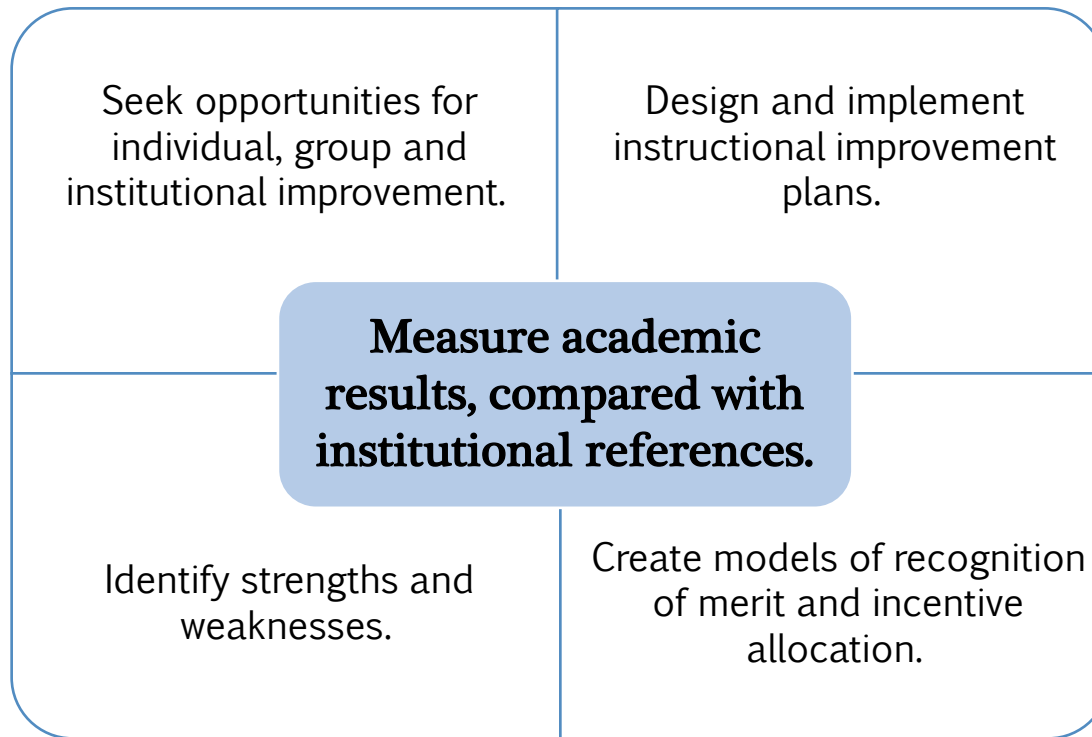 Seek opportunities for
individual, group and
institutional improvement.
Design and implement
instructional improvement
plans.
Measure academic
results, compared with
institutional references.
Identify strengths and
weaknesses.
Create models of recognition
of merit and incentive
allocation.